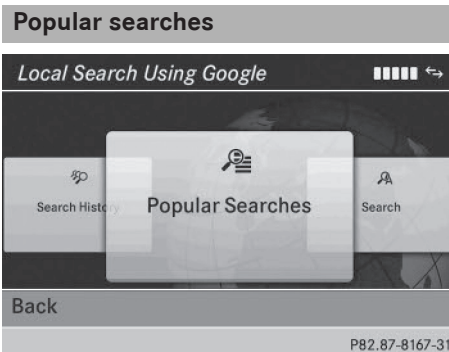 Popular searches
Local Search Using Google
Search History
Popular Searches
Search
Back
P82.87-8167-31